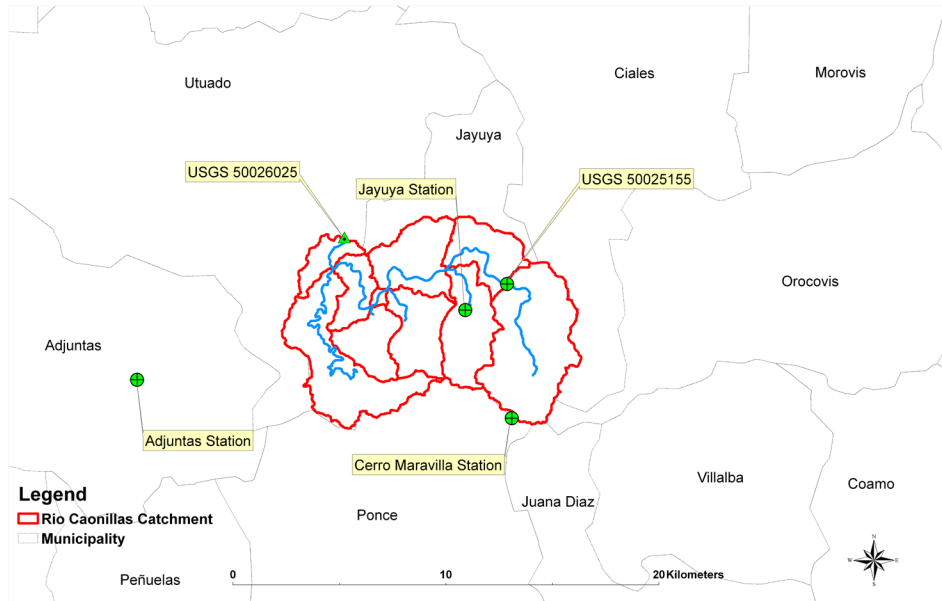 Ciales
Morovis
Utuado
Jayuya
USGS 50026025
USGS 50025155
Jayuya Station
Orocovis
Adjuntas
Adjuntas Station
Cerro Maravilla Station
Villalba
Coamo
Legend
Juana Diaz
Ponce
Rio Caonillas Catchment
Municipality
N
W E
S
0 10 20 Kilometers
Peñuelas